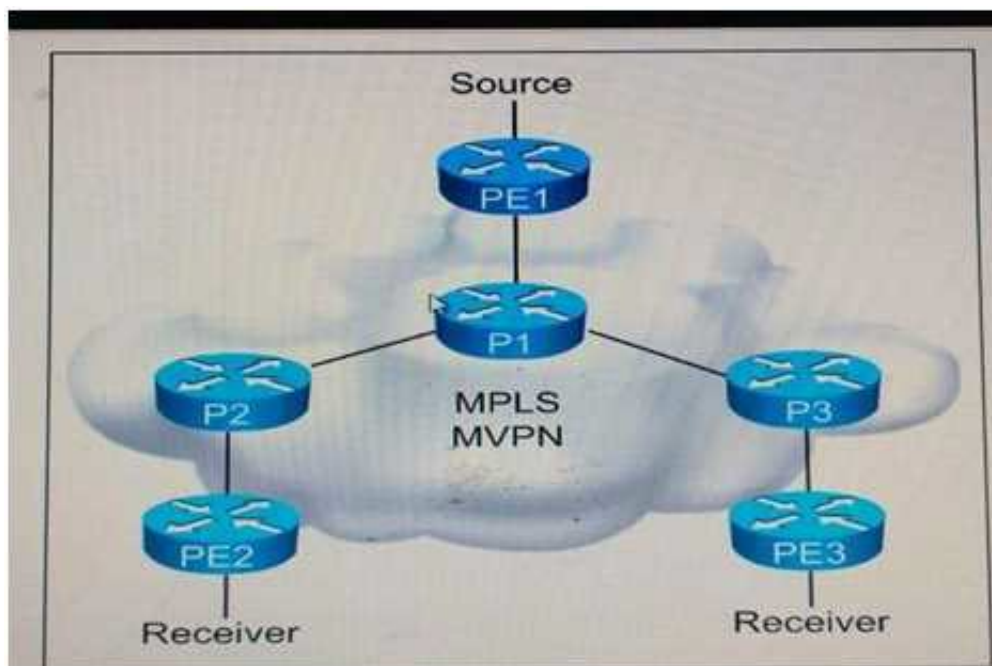 Source
PE1
P1
P2
P3
MPLS
MVPN
PE2
PE3
Receiver
Receiver